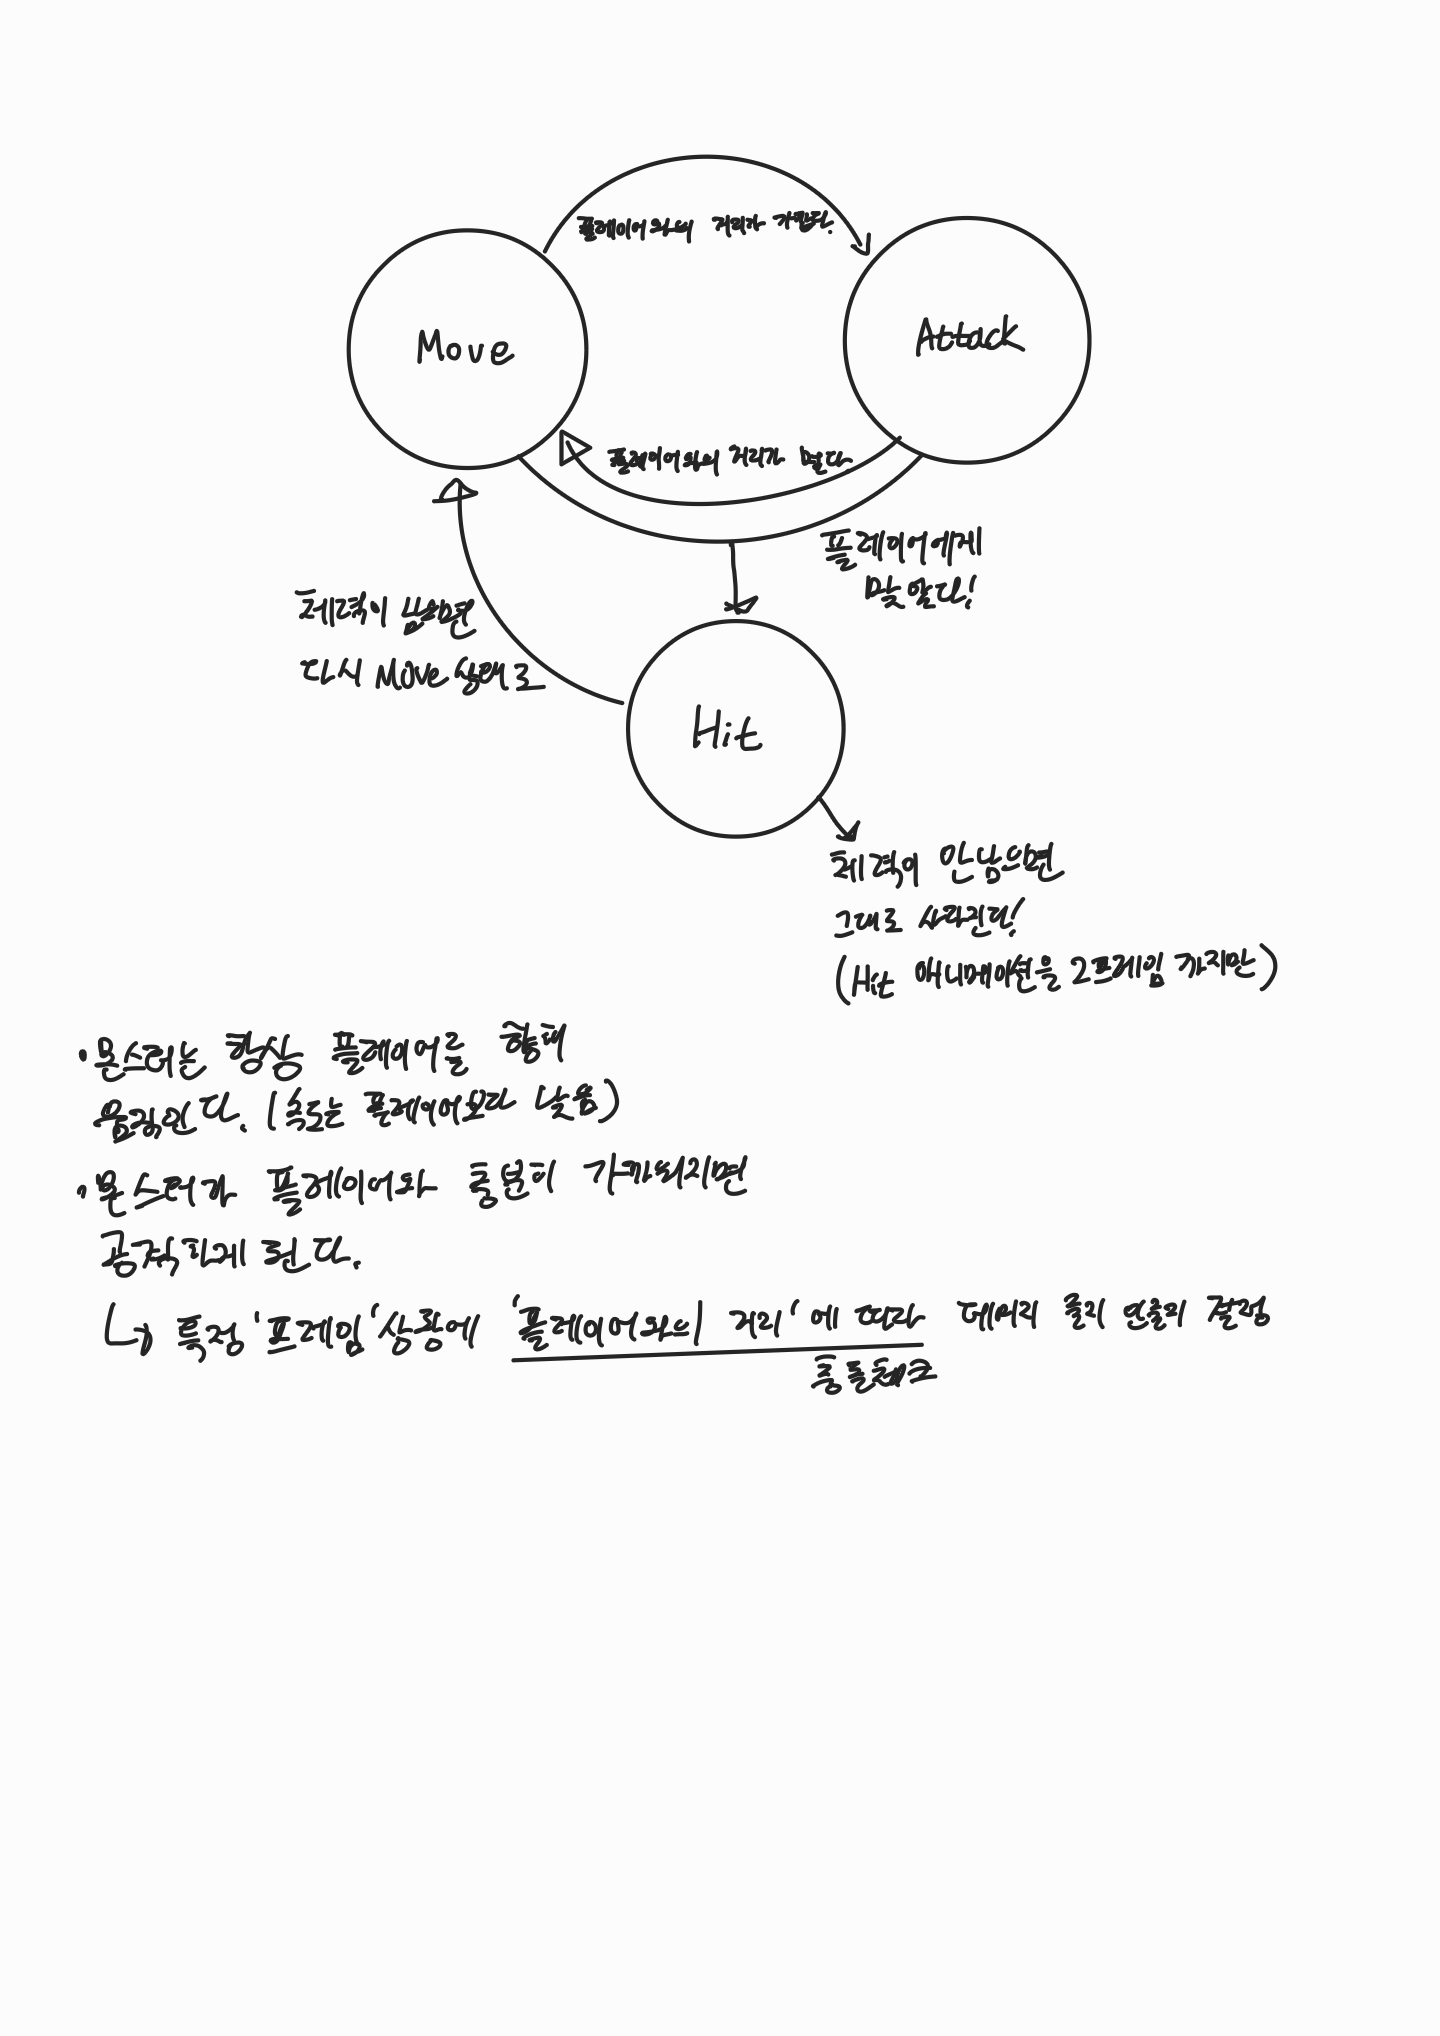 플레이어와의 거리가 가깝다.
Move
Attack
플레이어와의 거리가 멀다
플레이어에게
맞았다!
체력이 남으면
다시 Move 상태로
Hit
체력이 안남으면
그대로 사라진다!
(Hit 애니메이션을 2프레임 까지만)
· 몬스터는 항상 플레이어를 향해
움직인다. (속도는 플레이어보다 낮음)
· 몬스터가 플레이어와 충분히 가까워지면
공격하게 된다.
↳ 특정 '프레임' 상황에 '플레이어와의 거리'에 따라 데미지 줄지 안줄지 결정
충돌체크